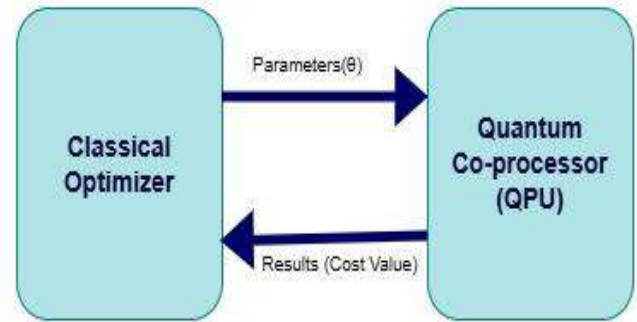 Parameters(θ)
Classical
Optimizer
Quantum
Co-processor
(QPU)
Results (Cost Value)